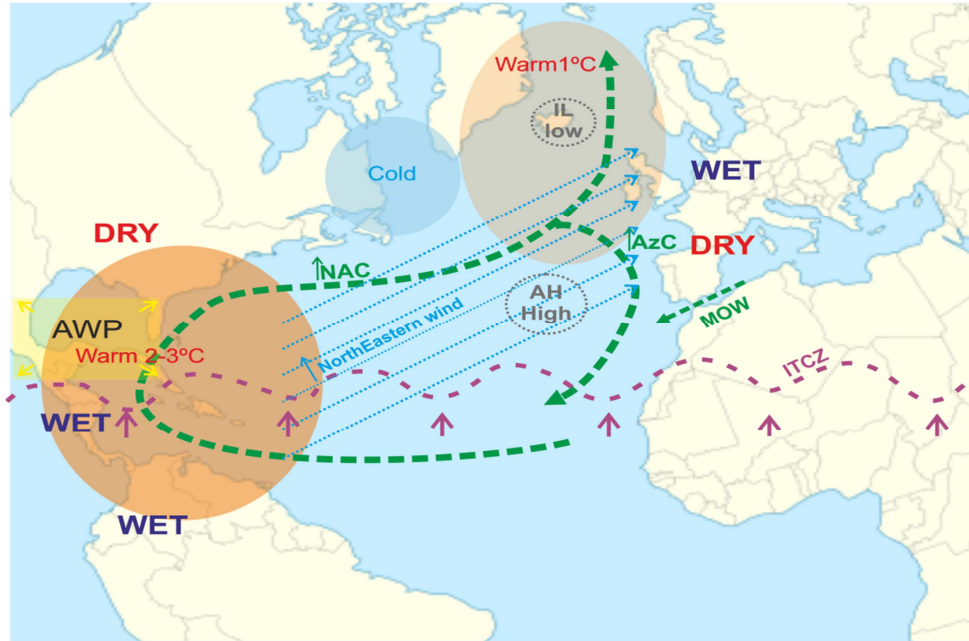 Warm1ºC
IL
low
Cold
WET
DRY
↑NAC
↑AzC
DRY
AH
High
MOW
AWP
↑NorthEastern wind
Warm 2-3ºC
ITCZ
WET
WET